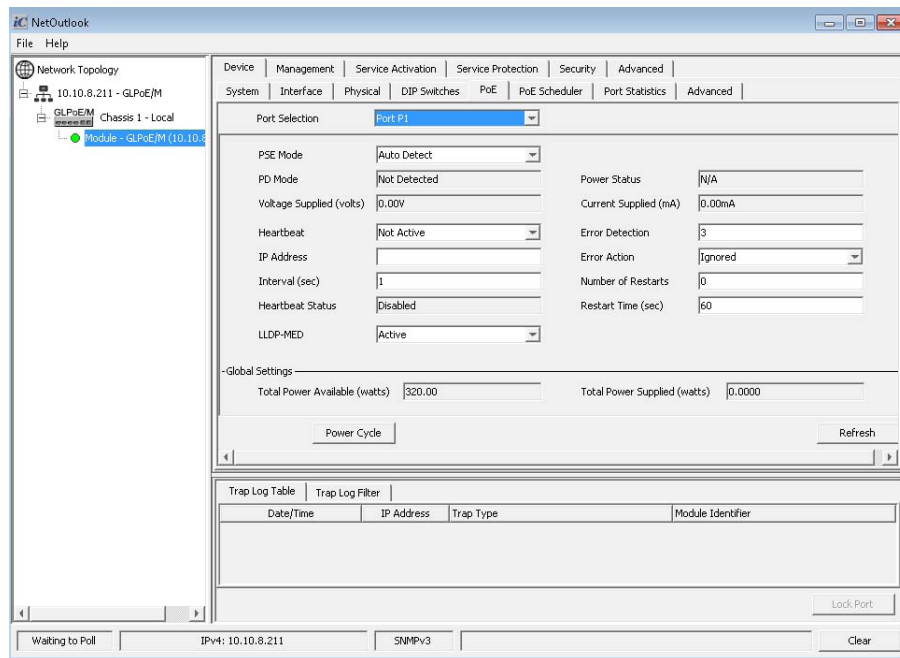 iC NetOutlook
File Help
Network Topology
10.10.8.211 - GLPoE/M
GLPoE/M Chassis 1 - Local
Module - GLPoE/M (10.10.8
Device Management Service Activation Service Protection Security Advanced
System Interface Physical DIP Switches PoE PoE Scheduler Port Statistics Advanced
Port Selection Port P1
PSE Mode Auto Detect
PD Mode Not Detected Power Status N/A
Voltage Supplied (volts) 0.00V Current Supplied (mA) 0.00mA
Heartbeat Not Active Error Detection 3
IP Address Error Action Ignored
Interval (sec) 1 Number of Restarts 0
Heartbeat Status Disabled Restart Time (sec) 60
LLDP-MED Active
Global Settings
Total Power Available (watts) 320.00 Total Power Supplied (watts) 0.0000
Power Cycle Refresh
Trap Log Table Trap Log Filter
Date/Time IP Address Trap Type Module Identifier
Lock Port
Waiting to Poll IPv4: 10.10.8.211 SNMPv3 Clear